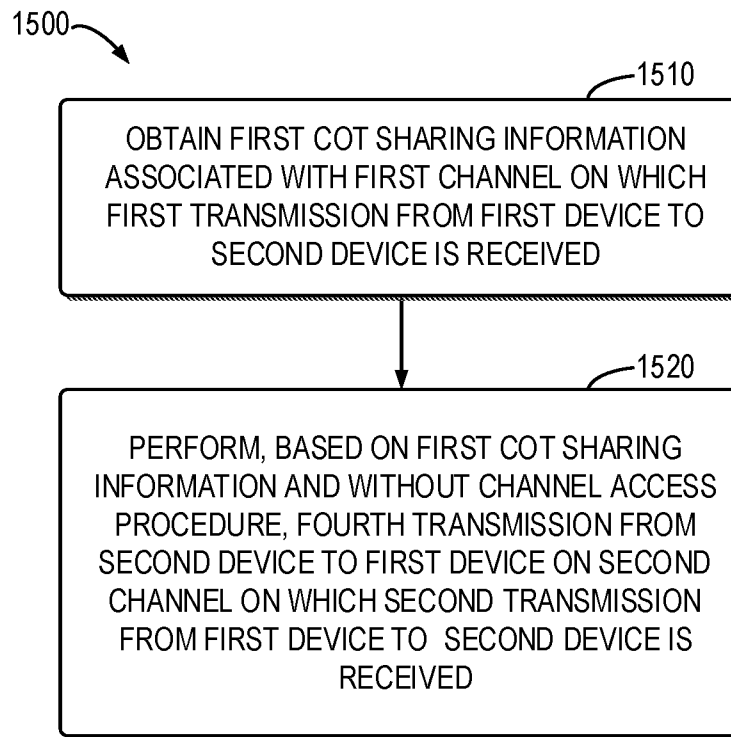 1500
1510
OBTAIN FIRST COT SHARING INFORMATION
ASSOCIATED WITH FIRST CHANNEL ON WHICH
FIRST TRANSMISSION FROM FIRST DEVICE TO
SECOND DEVICE IS RECEIVED
1520
PERFORM, BASED ON FIRST COT SHARING
INFORMATION AND WITHOUT CHANNEL ACCESS
PROCEDURE, FOURTH TRANSMISSION FROM
SECOND DEVICE TO FIRST DEVICE ON SECOND
CHANNEL ON WHICH SECOND TRANSMISSION
FROM FIRST DEVICE TO SECOND DEVICE IS
RECEIVED